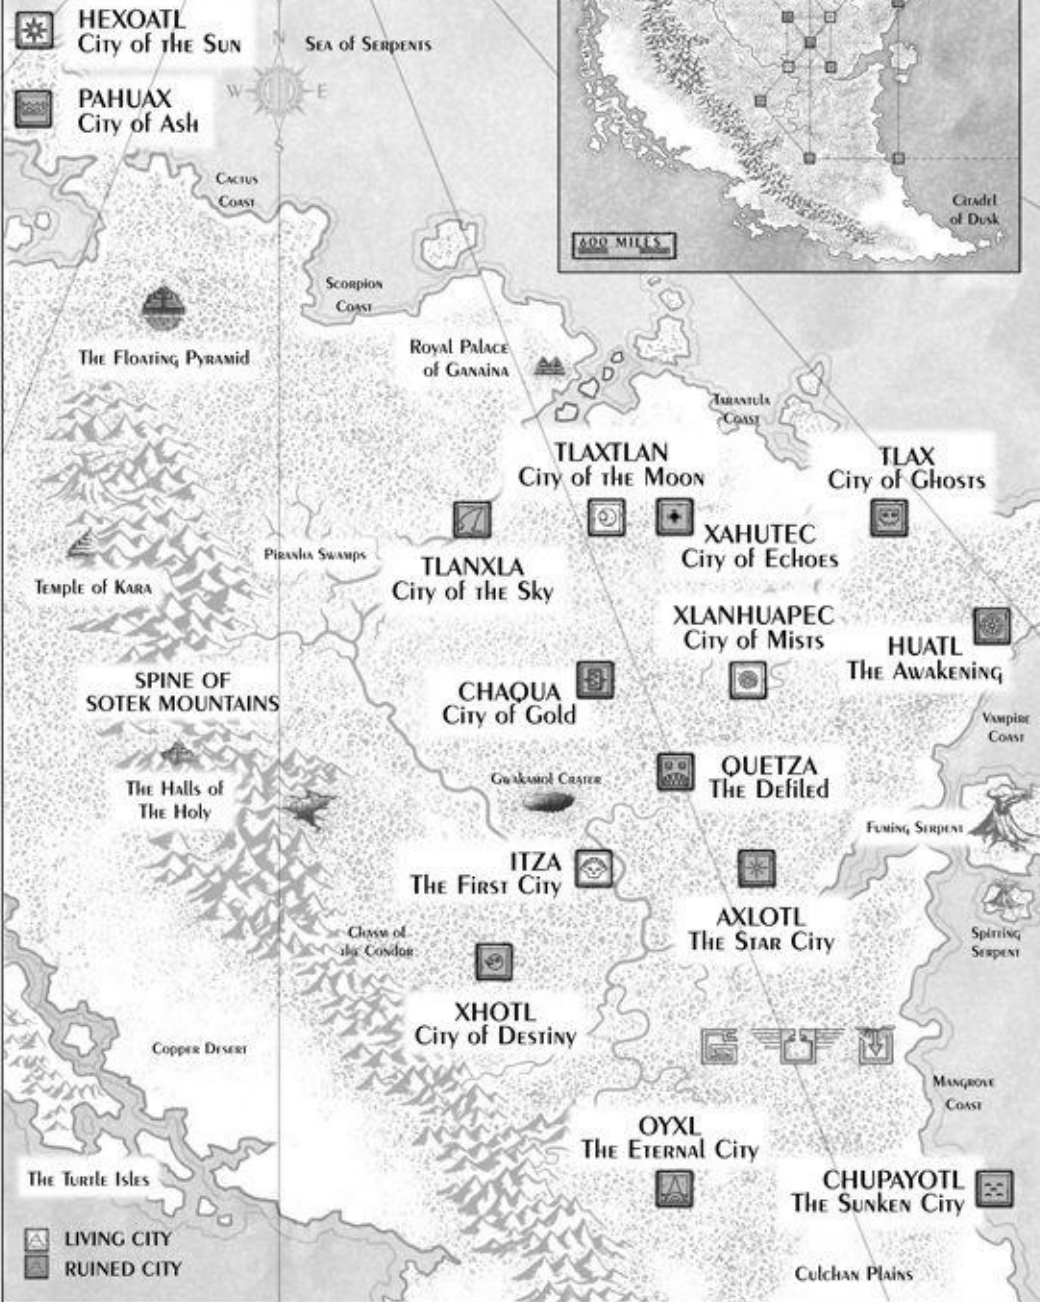 HEXOATL
City of the Sun
PAHUAX
City of Ash
N
W
E
S
Sea of Serpents
Citadel
of Dusk
600 MILES
Cactus
Coast
Scorpion
Coast
The Floating Pyramid
Royal Palace
of Ganaina
Tarantula
Coast
TLAXTLAN
City of the Moon
TLAX
City of Ghosts
XAHUTEC
City of Echoes
Piranha Swamps
TLANXLA
City of the Sky
Temple of Kara
XLANHUAPEC
City of Mists
HUATL
The Awakening
SPINE OF
SOTEK MOUNTAINS
CHAQUA
City of Gold
Vampire
Coast
The Halls of
The Holy
Gwakamol Crater
QUETZA
The Defiled
Fuming Serpent
ITZA
The First City
AXLOTL
The Star City
Spitting
Serpent
Chasm of
the Condor
XHOTL
City of Destiny
Copper Desert
Mangrove
Coast
OYXL
The Eternal City
The Turtle Isles
CHUPAYOTL
The Sunken City
LIVING CITY
RUINED CITY
Culchan Plains